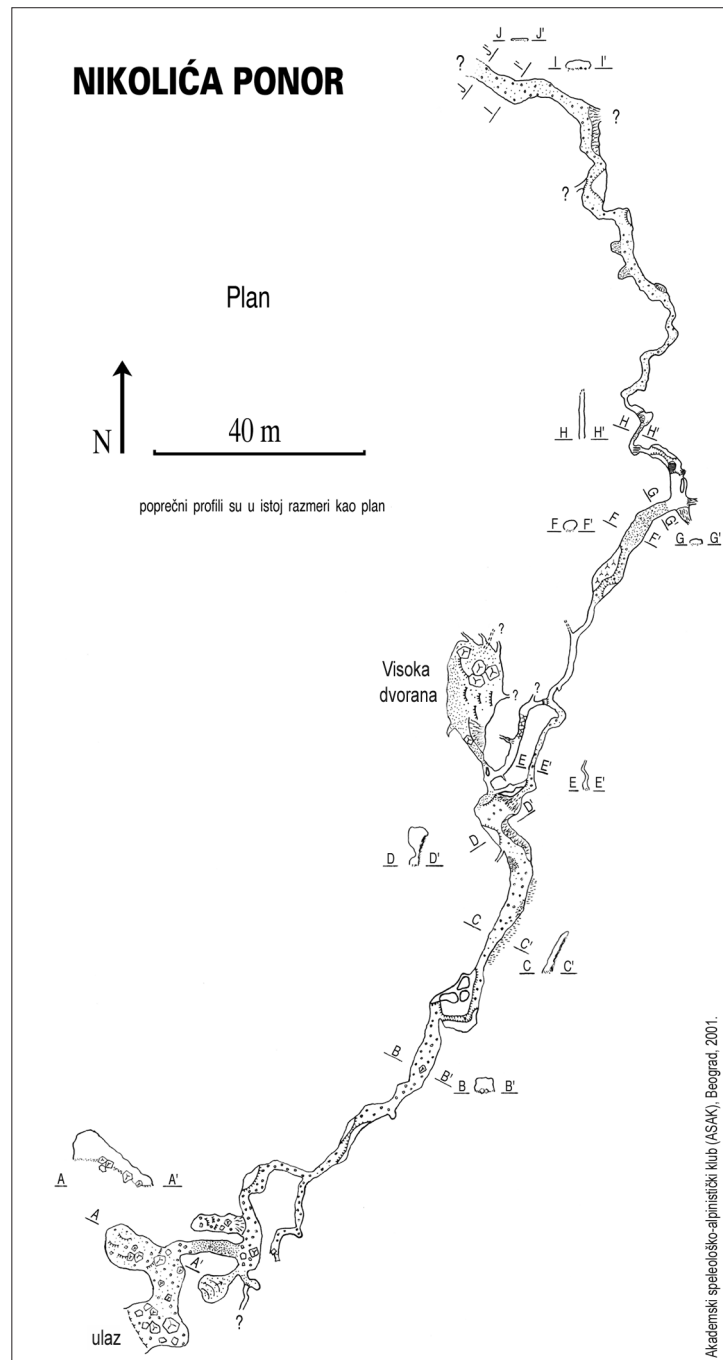 J J'
J' I' I I'
NIKOLIĆA PONOR
?
J I
?
?
Plan
N
40 m
H H' H H'
poprečni profili su u istoj razmeri kao plan
G
F F' F G' G G'
F'
?
Visoka
dvorana
? ?
E E' E E'
D'
D D' D
C
C' C C'
B
B' B B'
A A'
A
A'
ulaz
?
Akademski speleološko-alpinistički klub (ASAK), Beograd, 2001.